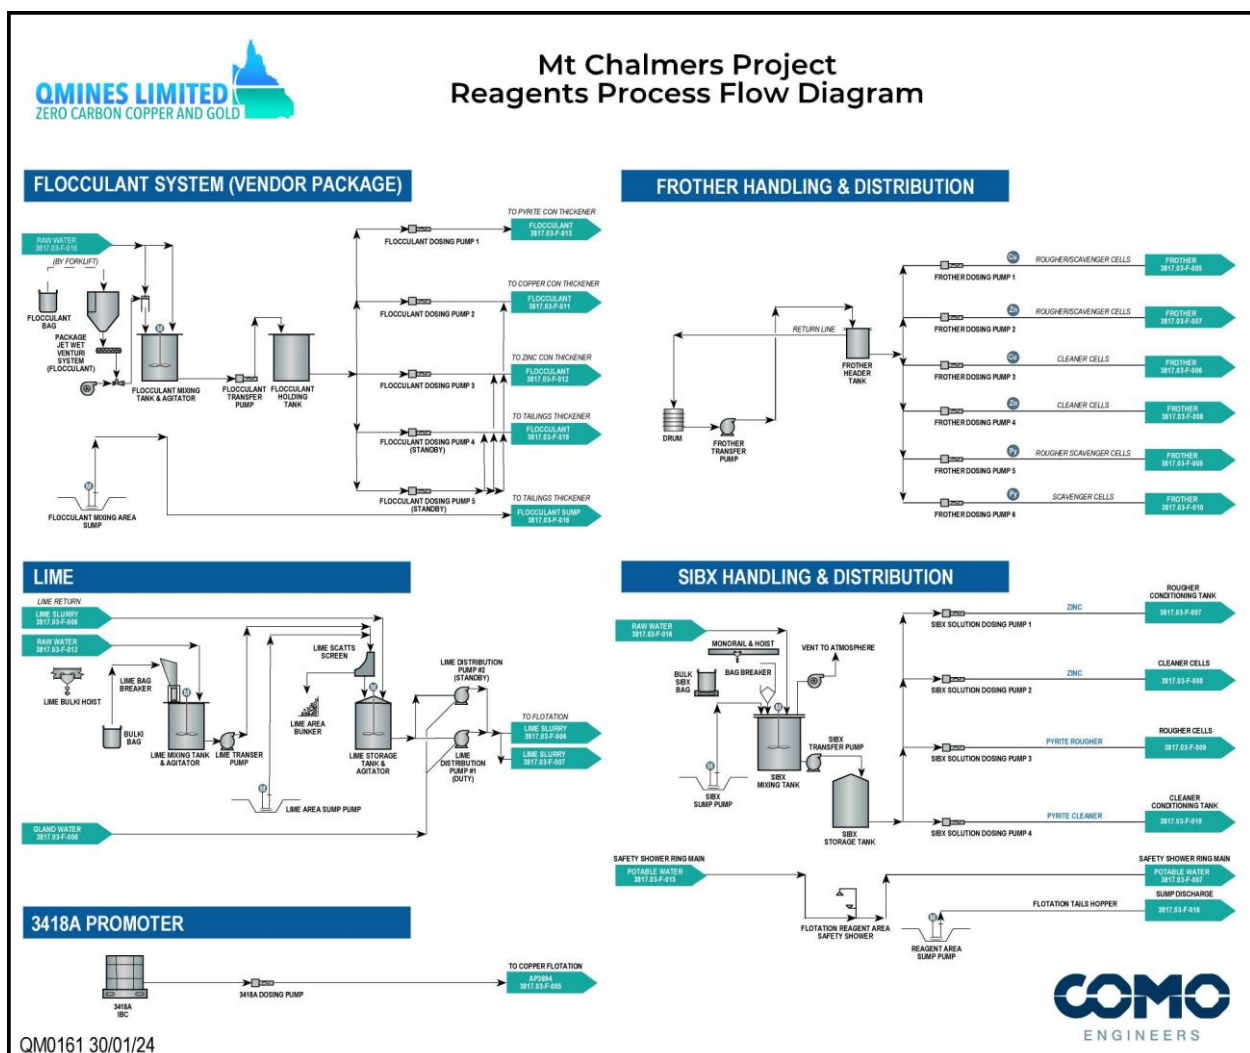 QMINES LIMITED
ZERO CARBON COPPER AND GOLD
Mt Chalmers Project
Reagents Process Flow Diagram
FLOCCULANT SYSTEM (VENDOR PACKAGE)
RAW WATER
3817.03-F-016
(BY FORKLIFT)
FLOCCULANT
BAG
PACKAGE
JET WET
VENTURI
SYSTEM
(FLOCCULANT)
M
FLOCCULANT MIXING
TANK & AGITATOR
FLOCCULANT
TRANSFER
PUMP
FLOCCULANT
HOLDING
TANK
M
FLOCCULANT MIXING AREA
SUMP
FLOCCULANT DOSING PUMP 1
FLOCCULANT DOSING PUMP 2
FLOCCULANT DOSING PUMP 3
FLOCCULANT DOSING PUMP 4
(STANDBY)
FLOCCULANT DOSING PUMP 5
(STANDBY)
TO PYRITE CON THICKENER
FLOCCULANT
3817.03-F-013
TO COPPER CON THICKENER
FLOCCULANT
3817.03-F-011
TO ZINC CON THICKENER
FLOCCULANT
3817.03-F-012
TO TAILINGS THICKENER
FLOCCULANT
3817.03-F-016
TO TAILINGS THICKENER
FLOCCULANT SUMP
3817.03-F-016
FROTHER HANDLING & DISTRIBUTION
RETURN LINE
DRUM
FROTHER
TRANSFER
PUMP
FROTHER
HEADER
TANK
FROTHER DOSING PUMP 1
Cu
ROUGHER/SCAVENGER CELLS
FROTHER
3817.03-F-005
FROTHER DOSING PUMP 2
Zn
ROUGHER/SCAVENGER CELLS
FROTHER
3817.03-F-007
FROTHER DOSING PUMP 3
Cu
CLEANER CELLS
FROTHER
3817.03-F-006
FROTHER DOSING PUMP 4
Zn
CLEANER CELLS
FROTHER
3817.03-F-008
FROTHER DOSING PUMP 5
Py
ROUGHER SCAVENGER CELLS
FROTHER
3817.03-F-009
FROTHER DOSING PUMP 6
Py
SCAVENGER CELLS
FROTHER
3817.03-F-010
LIME
LIME RETURN
LIME SLURRY
3817.03-F-006
RAW WATER
3817.03-F-012
LIME BULKI HOIST
LIME BAG
BREAKER
BULKI
BAG
M
LIME MIXING TANK
& AGITATOR
LIME TRANSER
PUMP
LIME SCATTS
SCREEN
LIME AREA
BUNKER
M
LIME STORAGE
TANK &
AGITATOR
M
LIME AREA SUMP PUMP
LIME DISTRIBUTION
PUMP #2
(STANDBY)
LIME
DISTRIBUTION
PUMP #1
(DUTY)
TO FLOTATION
LIME SLURRY
3817.03-F-006
LIME SLURRY
3817.03-F-007
GLAND WATER
3817.03-F-006
SIBX HANDLING & DISTRIBUTION
RAW WATER
3817.03-F-016
MONORAIL & HOIST
BULK
SIBX
BAG
BAG BREAKER
VENT TO ATMOSPHERE
M
SIBX
SUMP PUMP
M
SIBX
MIXING TANK
SIBX
TRANSFER PUMP
SIBX
STORAGE TANK
SIBX SOLUTION DOSING PUMP 1
ZINC
ROUGHER
CONDITIONING TANK
3817.03-F-007
SIBX SOLUTION DOSING PUMP 2
ZINC
CLEANER CELLS
3817.03-F-008
SIBX SOLUTION DOSING PUMP 3
PYRITE ROUGHER
ROUGHER CELLS
3817.03-F-009
SIBX SOLUTION DOSING PUMP 4
PYRITE CLEANER
CLEANER
CONDITIONING TANK
3817.03-F-010
SAFETY SHOWER RING MAIN
POTABLE WATER
3817.03-F-015
FLOTATION REAGENT AREA
SAFETY SHOWER
SAFETY SHOWER RING MAIN
POTABLE WATER
3817.03-F-007
M
REAGENT AREA
SUMP PUMP
FLOTATION TAILS HOPPER
SUMP DISCHARGE
3817.03-F-016
3418A PROMOTER
3418A
IBC
3418A DOSING PUMP
TO COPPER FLOTATION
AP3894
3817.03-F-005
COMO
ENGINEERS
QM0161 30/01/24